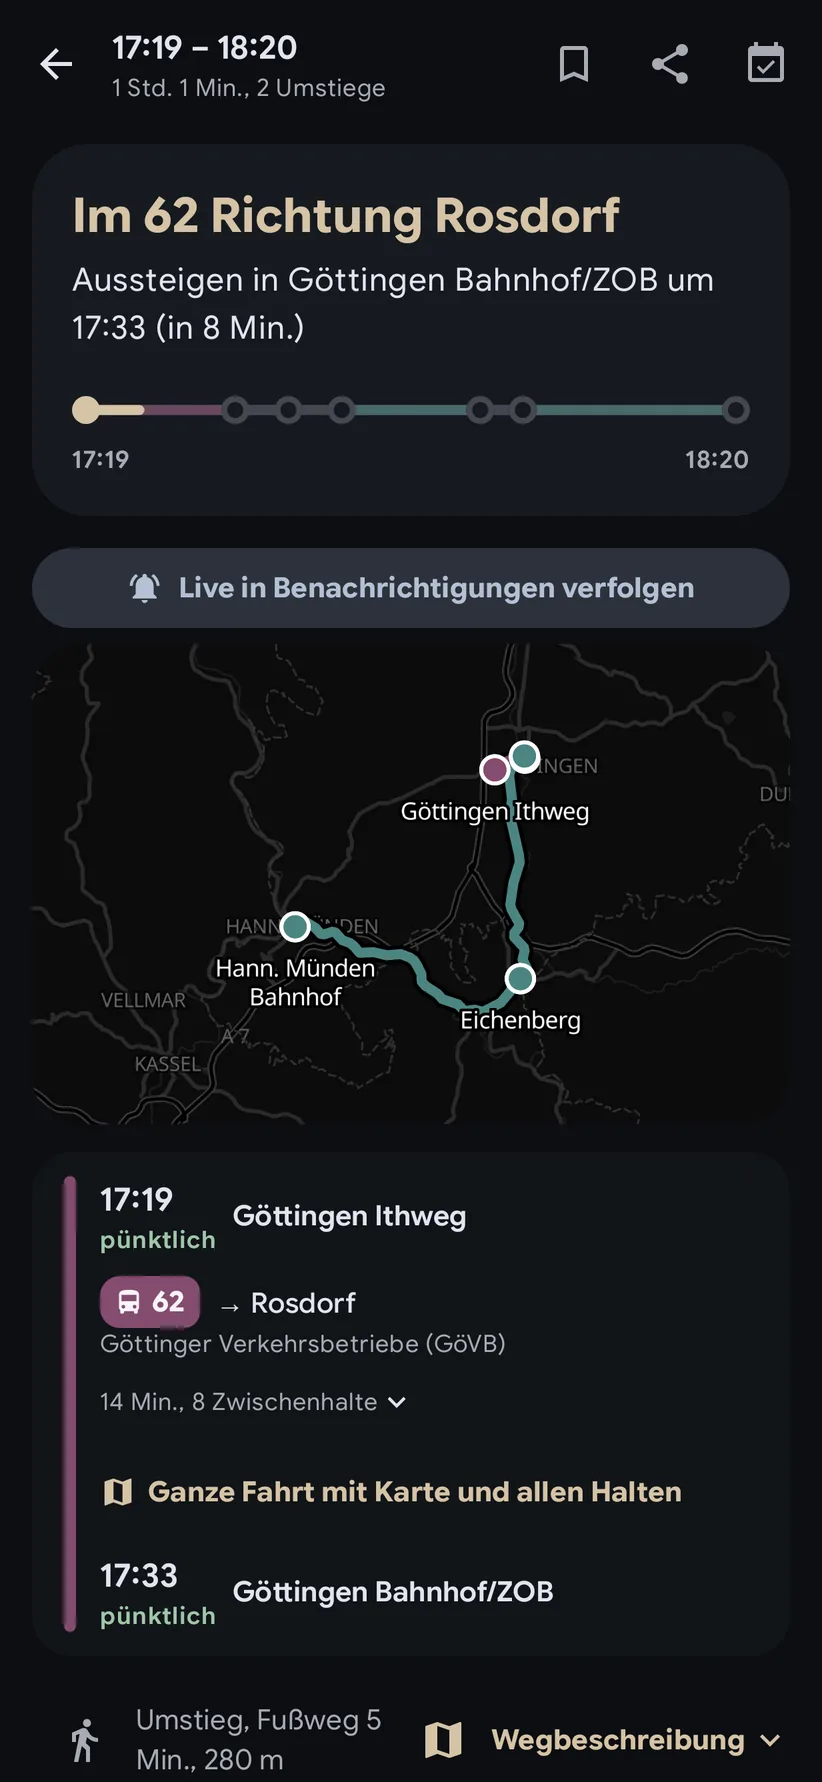 17:19 – 18:20
1 Std. 1 Min., 2 Umstiege
Im 62 Richtung Rosdorf
Aussteigen in Göttingen Bahnhof/ZOB um
17:33 (in 8 Min.)
17:19
18:20
Live in Benachrichtigungen verfolgen
INGEN
DU
Göttingen Ithweg
HANN
NDEN
Hann. Münden
Bahnhof
VELLMAR
Eichenberg
A 7
KASSEL
17:19
pünktlich
Göttingen Ithweg
62
→ Rosdorf
Göttinger Verkehrsbetriebe (GöVB)
14 Min., 8 Zwischenhalte
Ganze Fahrt mit Karte und allen Halten
17:33
pünktlich
Göttingen Bahnhof/ZOB
Umstieg, Fußweg 5
Min., 280 m
Wegbeschreibung